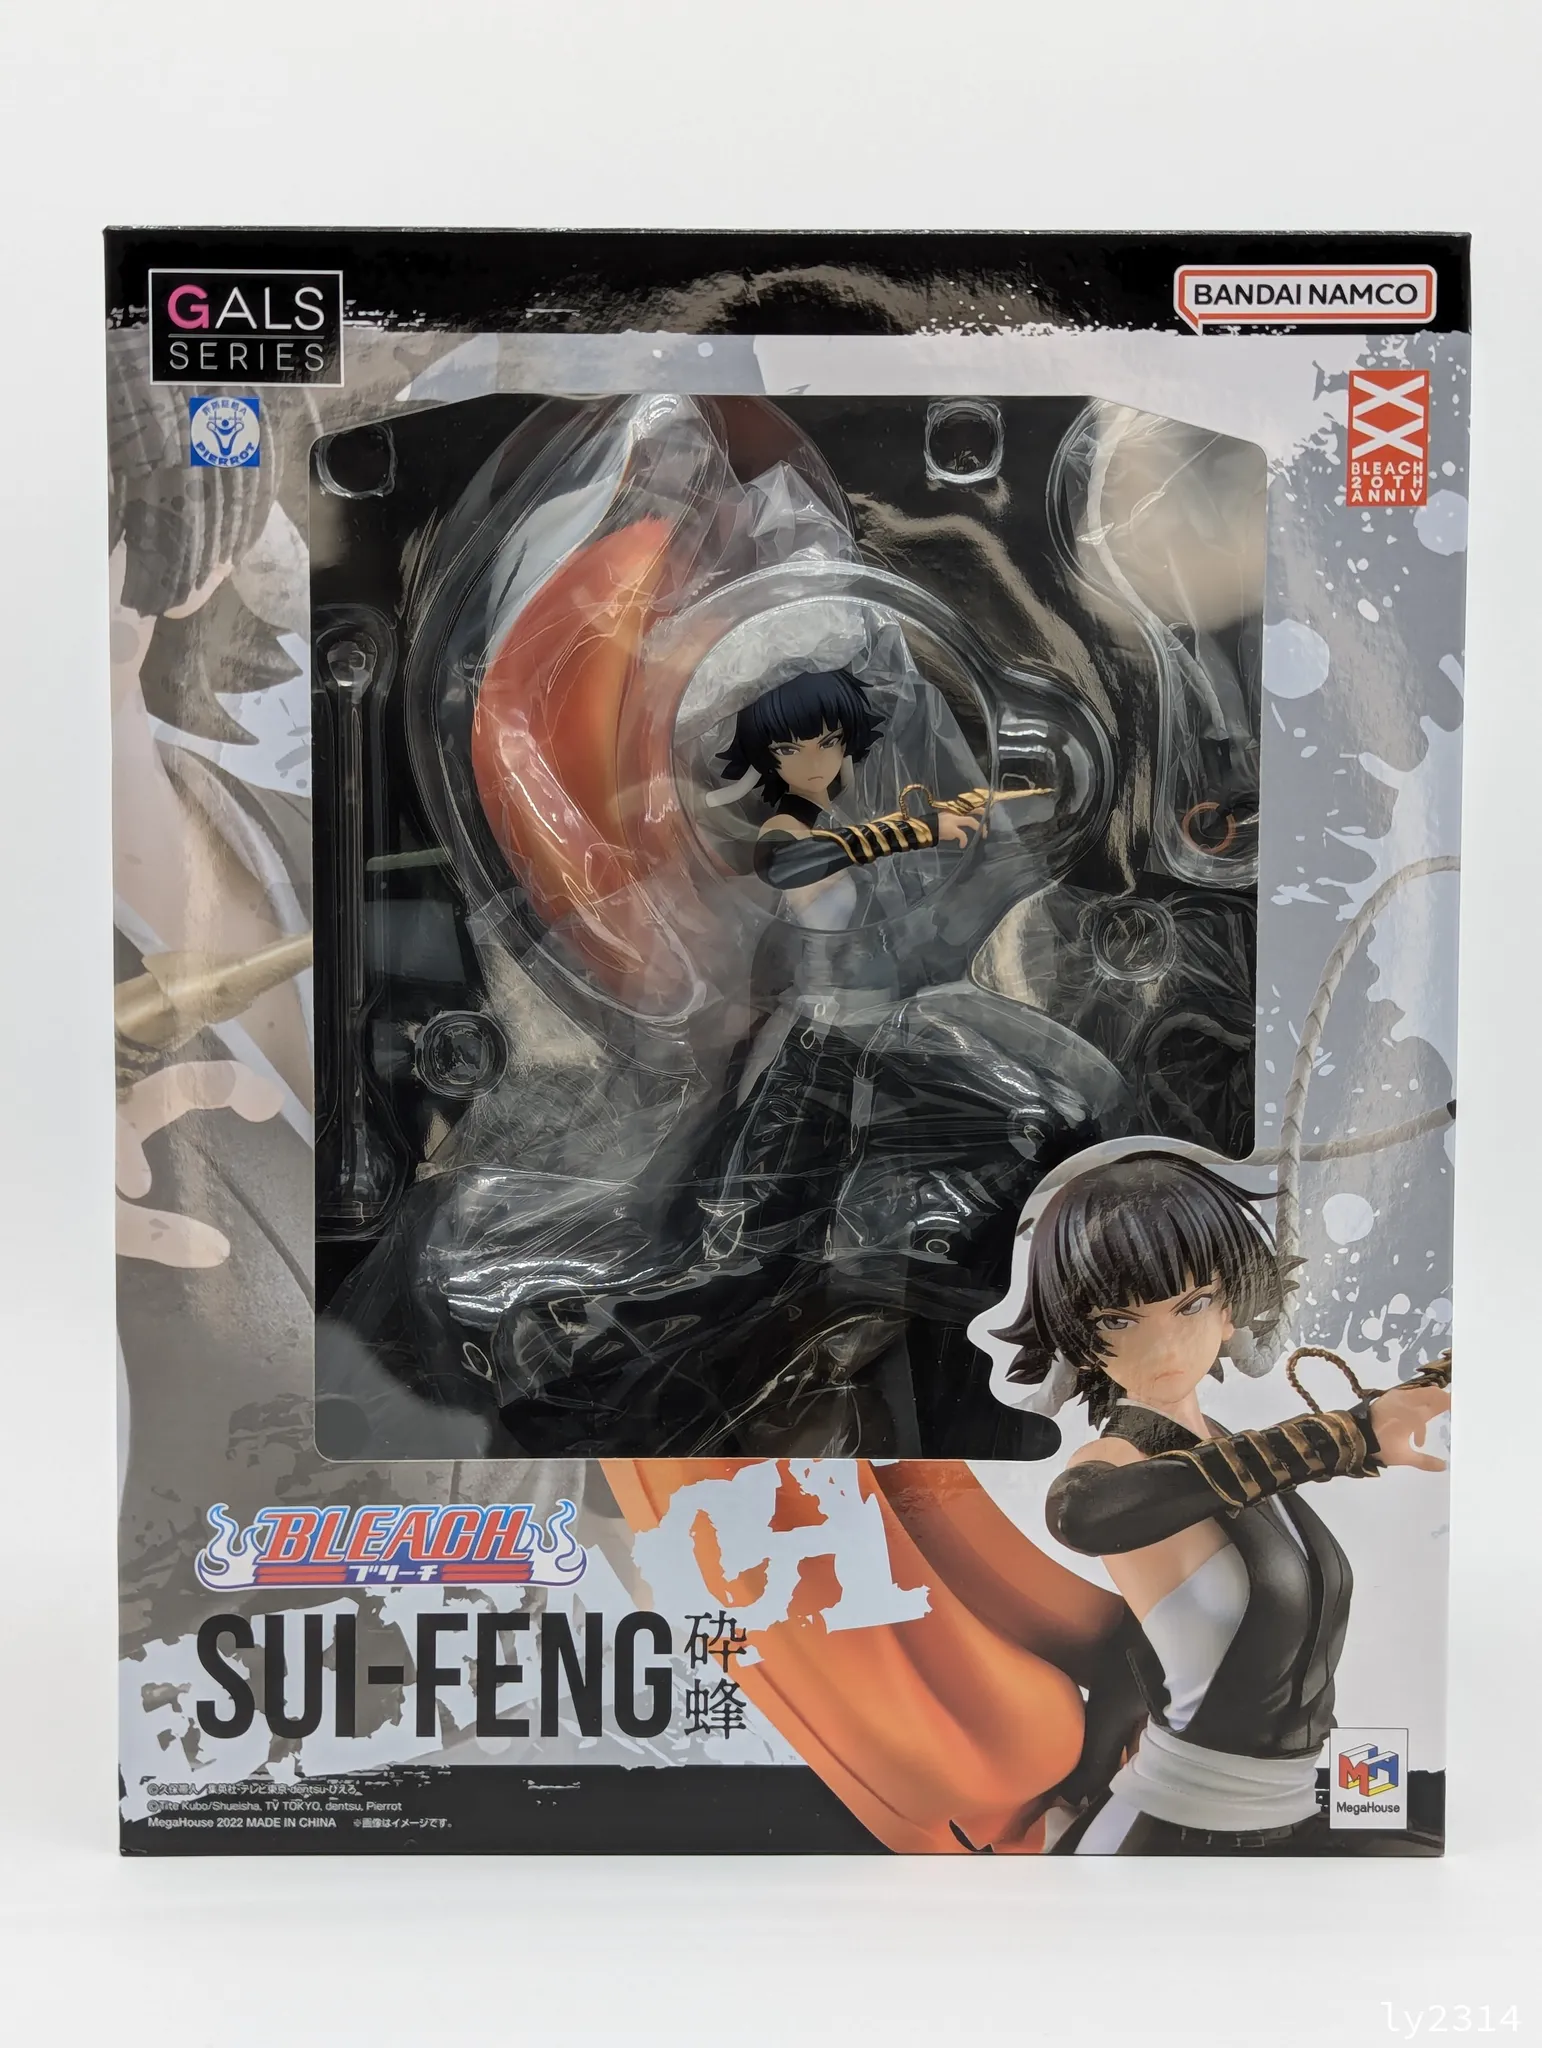 GALS
SERIES
BANDAI NAMCO
PIERROT
BLEACH
20TH
ANNIV
BLEACH
ブリーチ
SUI-FENG
砕蜂
©久保帯人／集英社・テレビ東京・dentsu・ぴえろ
©Tite Kubo/Shueisha, TV TOKYO, dentsu, Pierrot
MegaHouse 2022 MADE IN CHINA ※画像はイメージです。
MegaHouse
ly2314